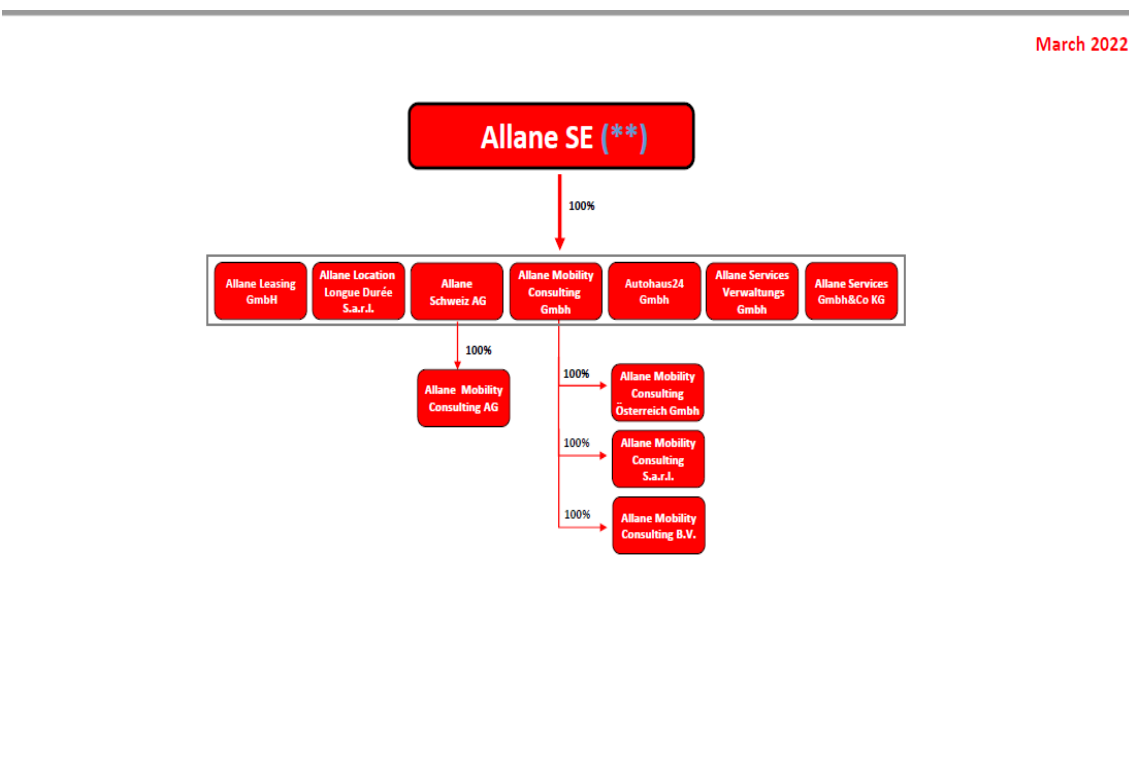 March 2022
Allane SE (**)
100%
Allane Leasing
GmbH
Allane Location
Longue Durée
S.a.r.l.
Allane
Schweiz AG
Allane Mobility
Consulting
Gmbh
Autohaus24
Gmbh
Allane Services
Verwaltungs
Gmbh
Allane Services
Gmbh&Co KG
100%
Allane Mobility
Consulting AG
100%
Allane Mobility
Consulting
Österreich Gmbh
100%
Allane Mobility
Consulting
S.a.r.l.
100%
Allane Mobility
Consulting B.V.